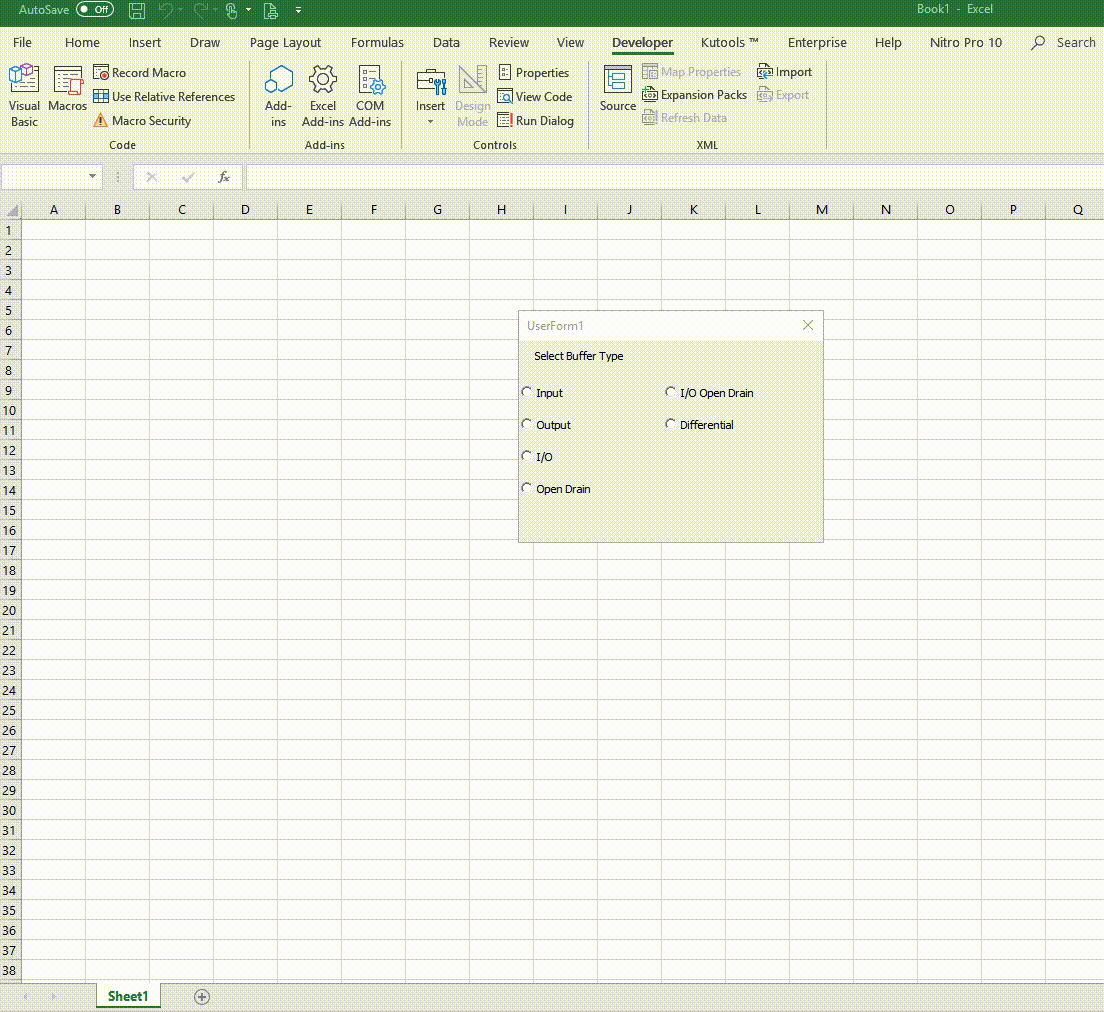 AutoSave Off Book1 - Excel
File Home Insert Draw Page Layout Formulas Data Review View Developer Kutools ™ Enterprise Help Nitro Pro 10 Search
Visual Basic
Macros
Record Macro
Use Relative References
Macro Security
Code
Add-ins
Excel Add-ins
COM Add-ins
Add-ins
Insert
Design Mode
Properties
View Code
Run Dialog
Controls
Source
Map Properties
Expansion Packs
Refresh Data
Import
Export
XML
fx
A B C D E F G H I J K L M N O P Q
1
2
3
4
5
6
7
8
9
10
11
12
13
14
15
16
17
18
19
20
21
22
23
24
25
26
27
28
29
30
31
32
33
34
35
36
37
38
UserForm1
Select Buffer Type
Input I/O Open Drain
Output Differential
I/O
Open Drain
Sheet1